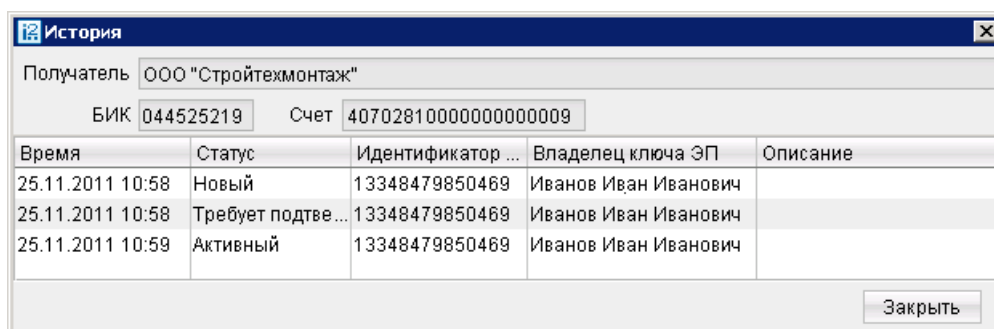 История
Получатель ООО "Стройтехмонтаж"
БИК 044525219 Счет 40702810000000000009
Время Статус Идентификатор ... Владелец ключа ЭП Описание
25.11.2011 10:58 Новый 13348479850469 Иванов Иван Иванович
25.11.2011 10:58 Требует подтве... 13348479850469 Иванов Иван Иванович
25.11.2011 10:59 Активный 13348479850469 Иванов Иван Иванович
Закрыть